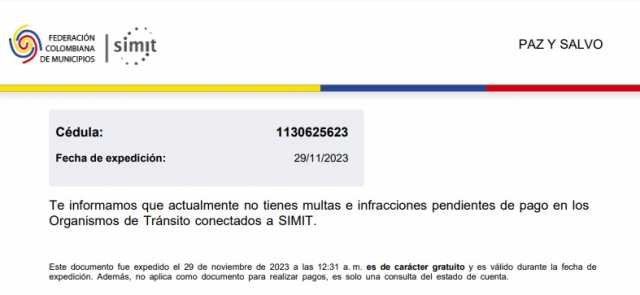 FEDERACIÓN
COLOMBIANA
DE MUNICIPIOS
simit
PAZ Y SALVO
Cédula: 1130625623
Fecha de expedición: 29/11/2023
Te informamos que actualmente no tienes multas e infracciones pendientes de pago en los
Organismos de Tránsito conectados a SIMIT.
Este documento fue expedido el 29 de noviembre de 2023 a las 12:31 a. m. es de carácter gratuito y es válido durante la fecha de
expedición. Además, no aplica como documento para realizar pagos, es solo una consulta del estado de cuenta.